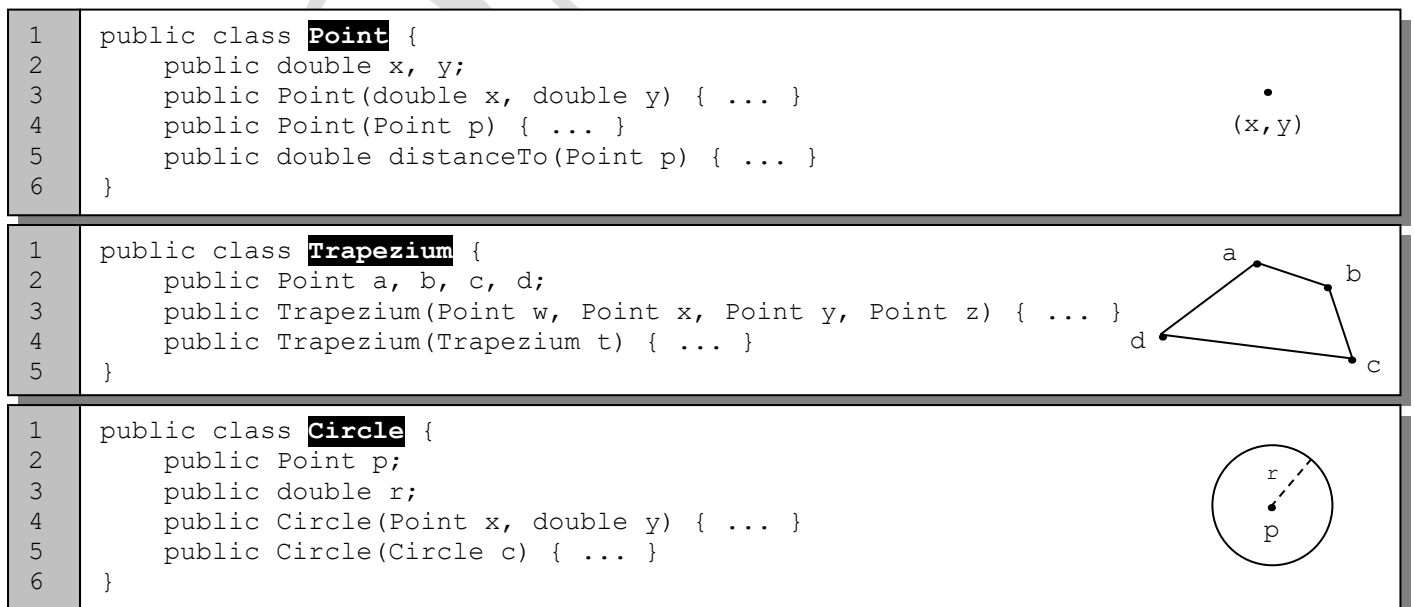 1 public class Point {
2 public double x, y;
3 public Point(double x, double y) { ... }
4 public Point(Point p) { ... }
(x,y)
5 public double distanceTo(Point p) { ... }
6 }
1 public class Trapezium {
a
2 public Point a, b, c, d;
b
3 public Trapezium(Point w, Point x, Point y, Point z) { ... }
4 public Trapezium(Trapezium t) { ... }
d
5 }
c
1 public class Circle {
2 public Point p;
3 public double r;
r
4 public Circle(Point x, double y) { ... }
5 public Circle(Circle c) { ... }
p
6 }